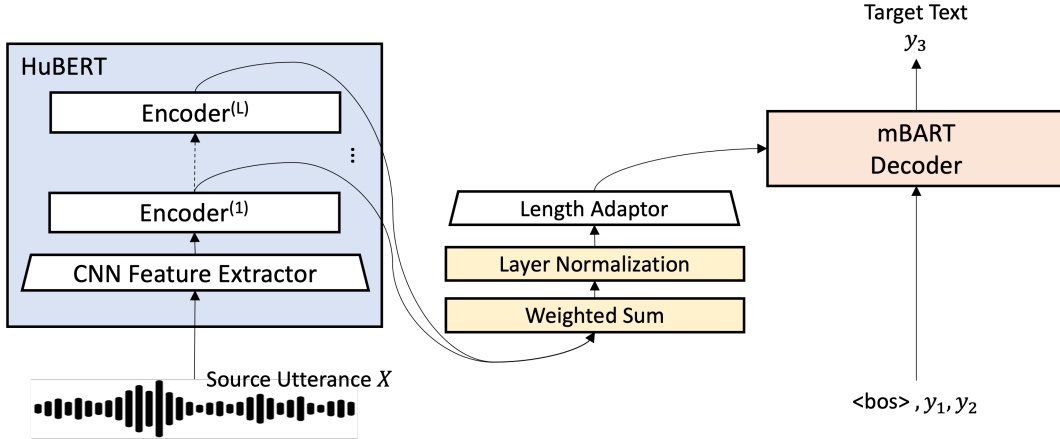 HuBERT
Encoder(L)
...
Encoder(1)
CNN Feature Extractor
Source Utterance X
Length Adaptor
Layer Normalization
Weighted Sum
Target Text
y₃
mBART
Decoder
<bos> , y₁, y₂